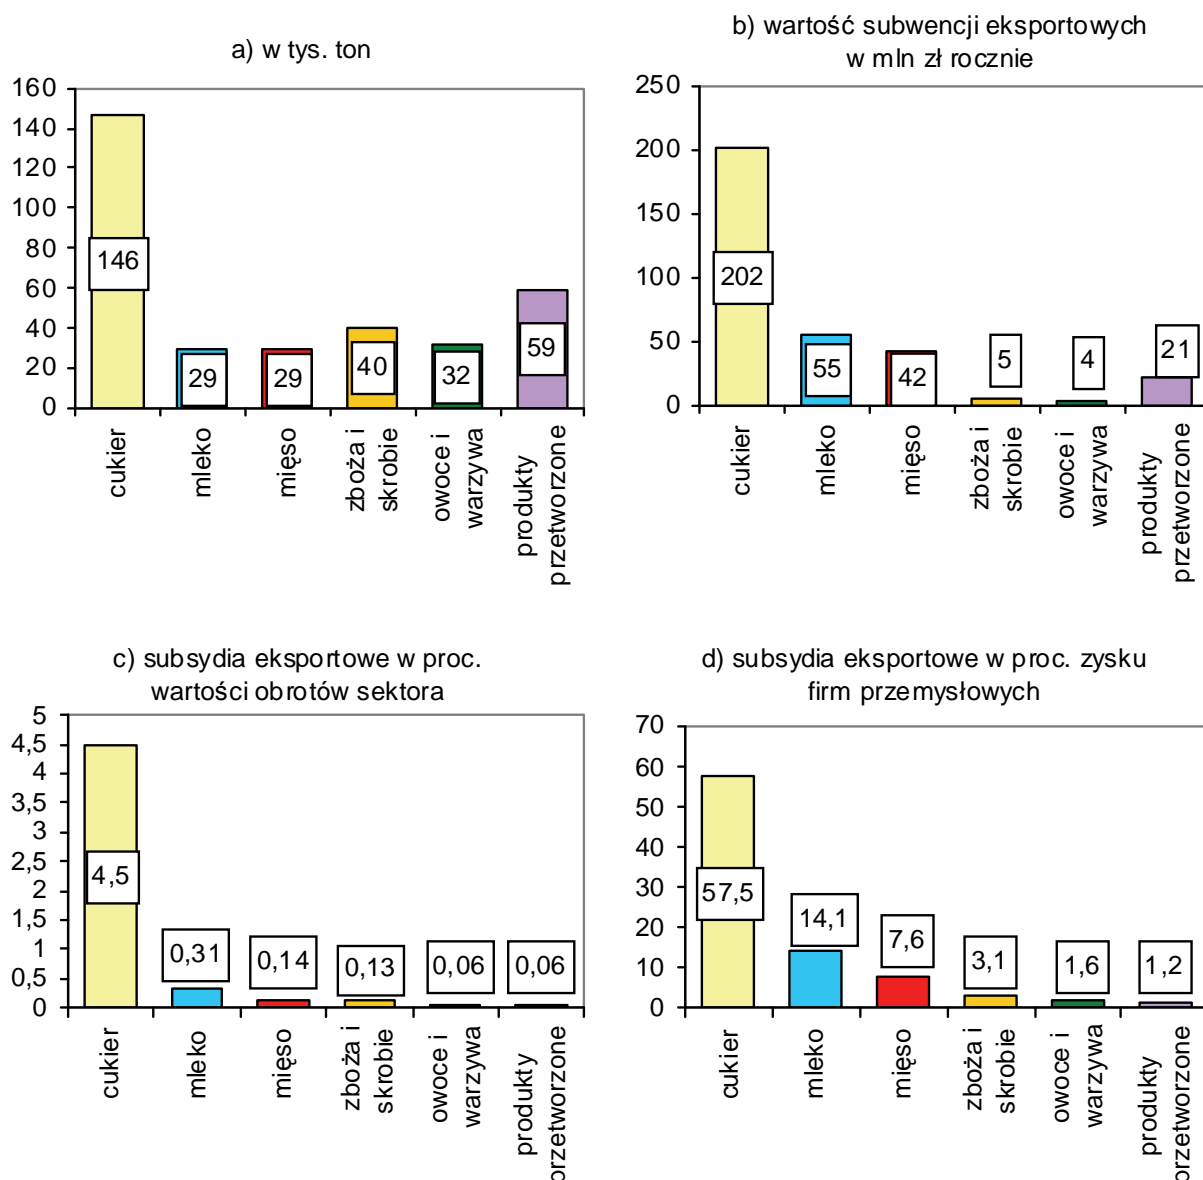 a) w tys. ton
160
140
120
100
80
60
40
20
0
146
29
29
40
32
59
cukier
mleko
mięso
zboża i
skrobie
owoce i
warzywa
produkty
przetworzone
b) wartość subwencji eksportowych
w mln zł rocznie
250
200
150
100
50
0
202
55
42
5
4
21
cukier
mleko
mięso
zboża i
skrobie
owoce i
warzywa
produkty
przetworzone
c) subsydia eksportowe w proc.
wartości obrotów sektora
5
4,5
4
3,5
3
2,5
2
1,5
1
0,5
0
4,5
0,31
0,14
0,13
0,06
0,06
cukier
mleko
mięso
zboża i
skrobie
owoce i
warzywa
produkty
przetworzone
d) subsydia eksportowe w proc. zysku
firm przemysłowych
70
60
50
40
30
20
10
0
57,5
14,1
7,6
3,1
1,6
1,2
cukier
mleko
mięso
zboża i
skrobie
owoce i
warzywa
produkty
przetworzone